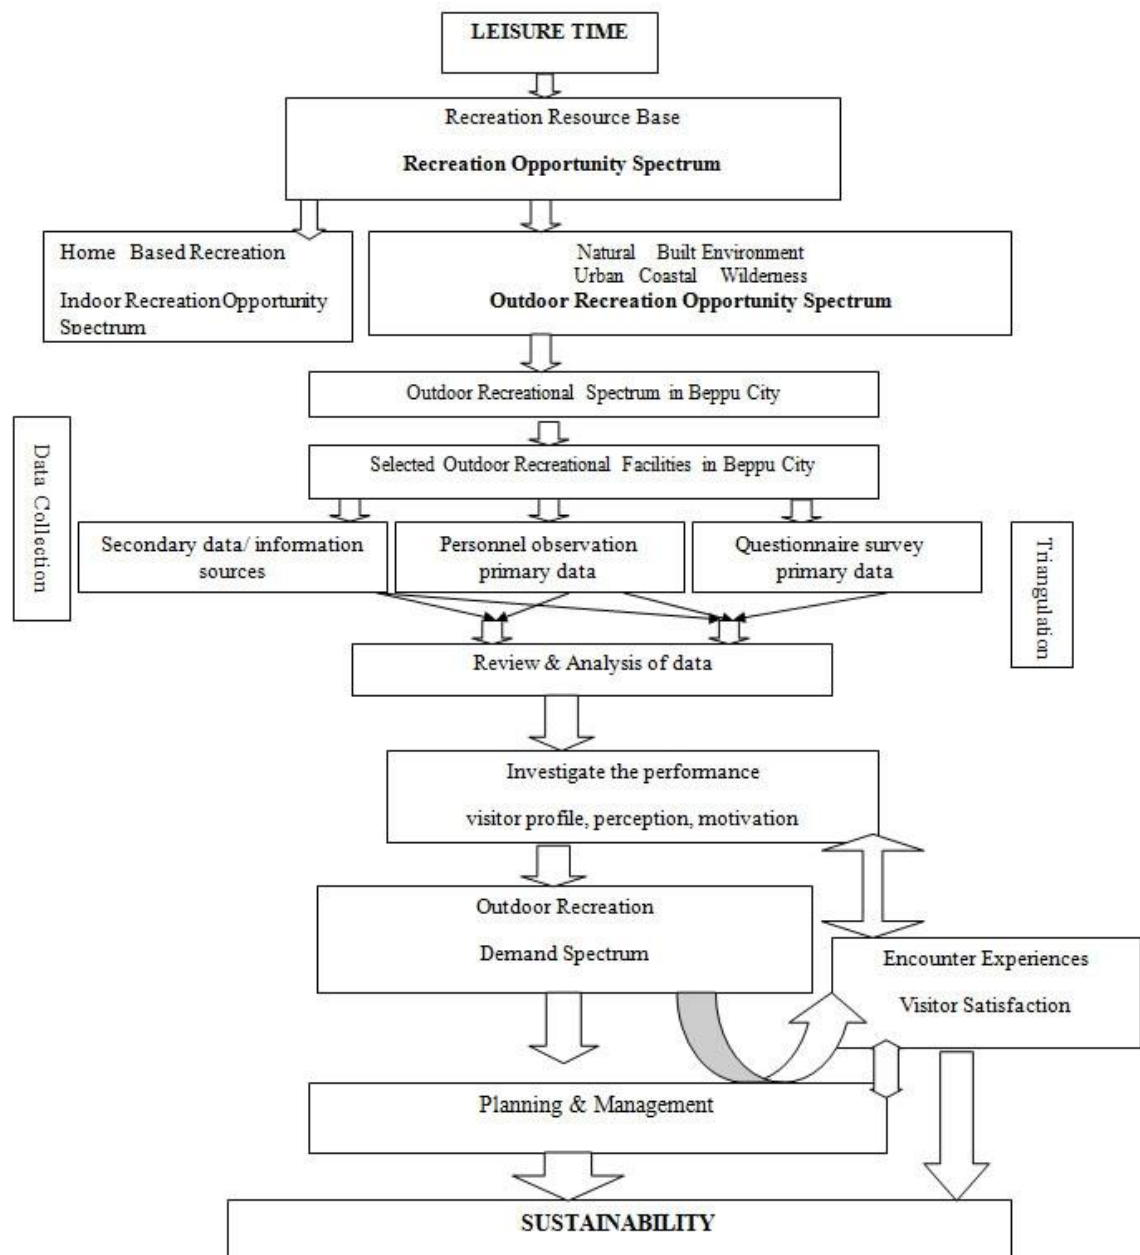 LEISURE TIME
Recreation Resource Base
Recreation Opportunity Spectrum
Home Based Recreation
Indoor Recreation Opportunity
Spectrum
Natural Built Environment
Urban Coastal Wilderness
Outdoor Recreation Opportunity Spectrum
Outdoor Recreational Spectrum in Beppu City
Selected Outdoor Recreational Facilities in Beppu City
Data Collection
Secondary data/ information
sources
Personnel observation
primary data
Questionnaire survey
primary data
Triangulation
Review & Analysis of data
Investigate the performance
visitor profile, perception, motivation
Outdoor Recreation
Demand Spectrum
Encounter Experiences
Visitor Satisfaction
Planning & Management
SUSTAINABILITY